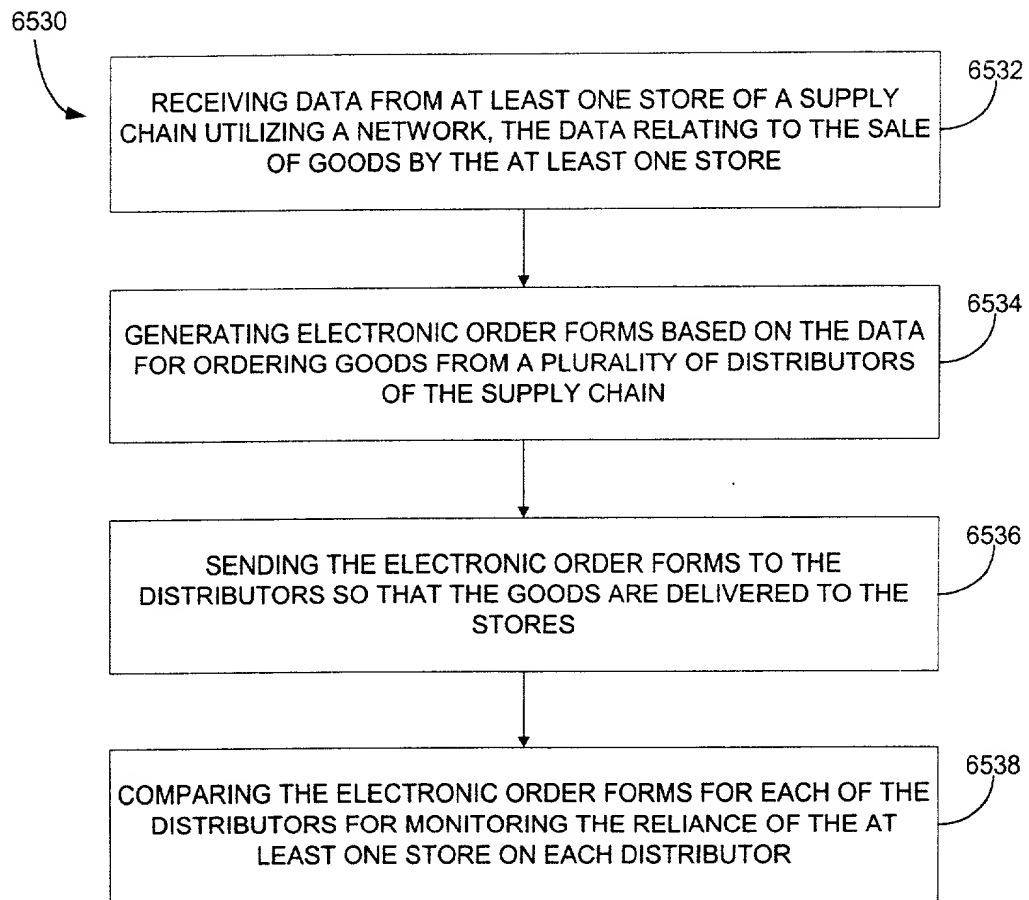 6530
6532
RECEIVING DATA FROM AT LEAST ONE STORE OF A SUPPLY
CHAIN UTILIZING A NETWORK, THE DATA RELATING TO THE SALE
OF GOODS BY THE AT LEAST ONE STORE
6534
GENERATING ELECTRONIC ORDER FORMS BASED ON THE DATA
FOR ORDERING GOODS FROM A PLURALITY OF DISTRIBUTORS
OF THE SUPPLY CHAIN
6536
SENDING THE ELECTRONIC ORDER FORMS TO THE
DISTRIBUTORS SO THAT THE GOODS ARE DELIVERED TO THE
STORES
6538
COMPARING THE ELECTRONIC ORDER FORMS FOR EACH OF THE
DISTRIBUTORS FOR MONITORING THE RELIANCE OF THE AT
LEAST ONE STORE ON EACH DISTRIBUTOR